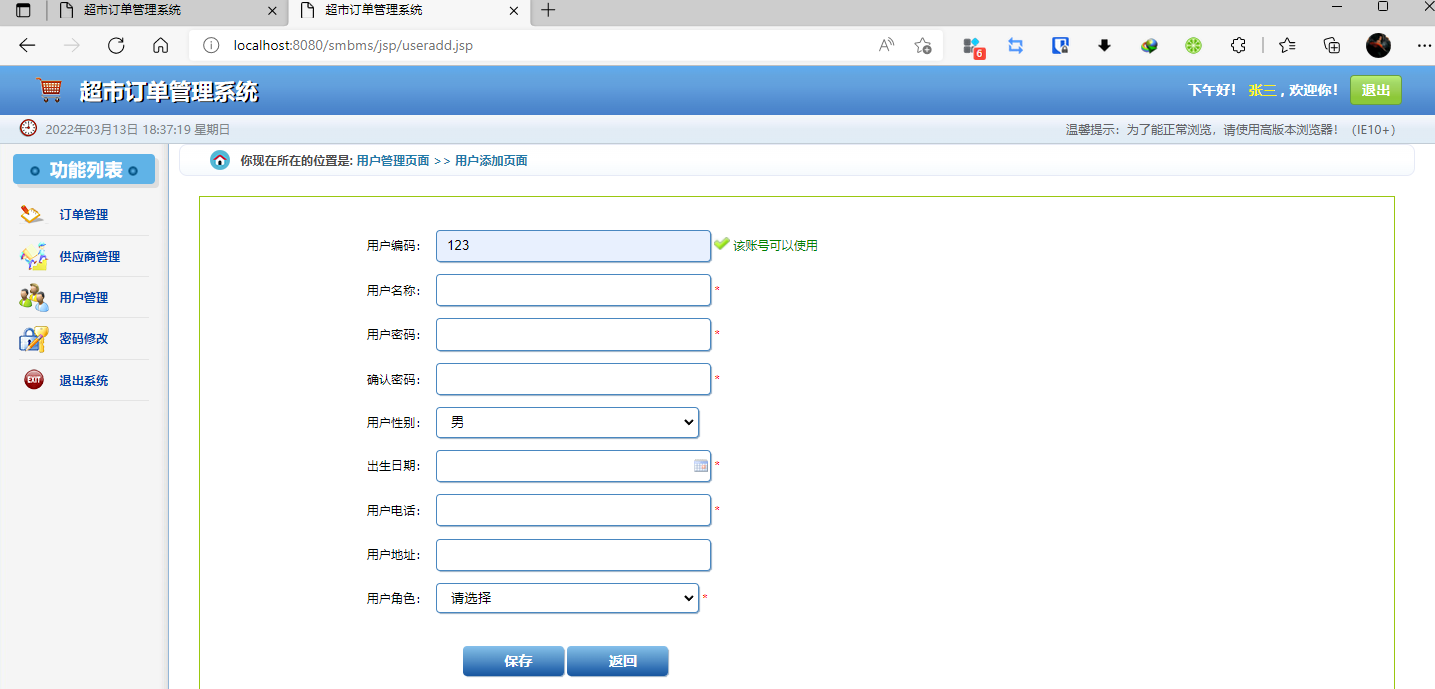 超市订单管理系统
超市订单管理系统
localhost:8080/smbms/jsp/useradd.jsp
6
超市订单管理系统
下午好！ 张三 , 欢迎你！
退出
2022年03月13日 18:37:19 星期日
温馨提示：为了能正常浏览，请使用高版本浏览器！（IE10+）
功能列表
你现在所在的位置是: 用户管理页面 >> 用户添加页面
订单管理
供应商管理
用户管理
密码修改
EXIT 退出系统
用户编码： 123 该账号可以使用
用户名称： *
用户密码： *
确认密码： *
用户性别： 男
出生日期： *
用户电话： *
用户地址：
用户角色： 请选择 *
保存 返回